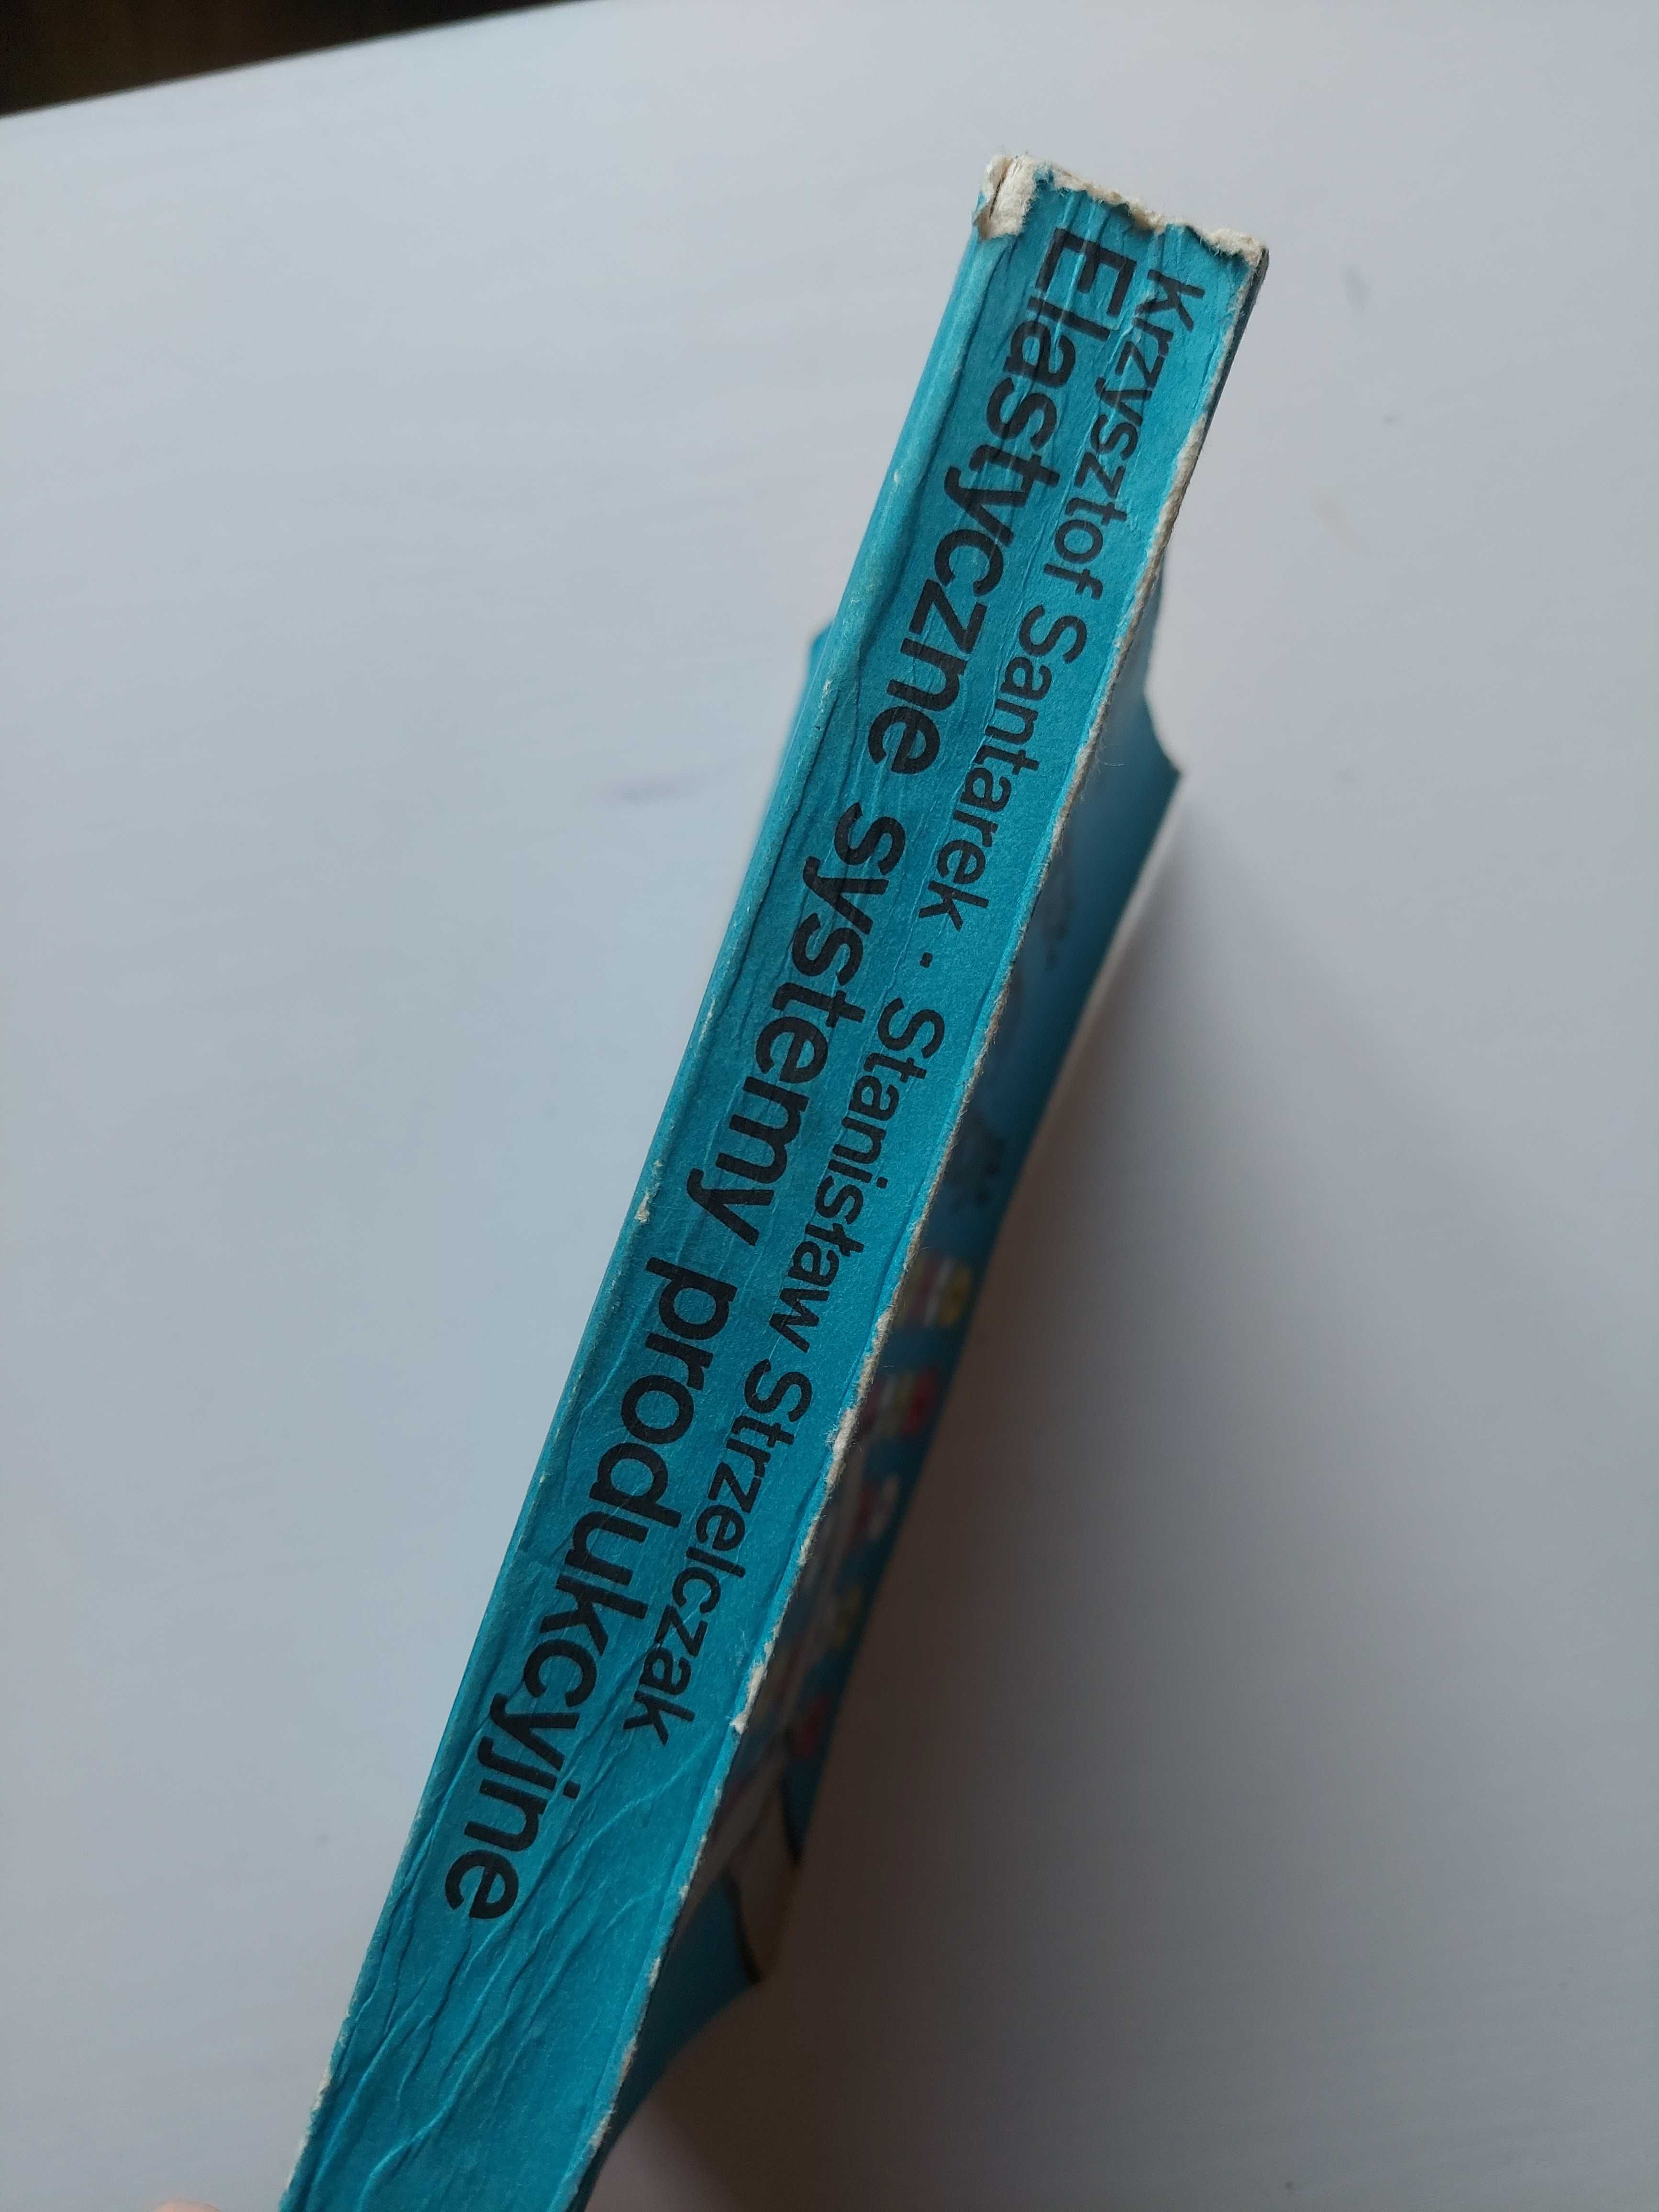 Krzysztof Santarek · Stanisław Strzelczak
Elastyczne systemy produkcyjne